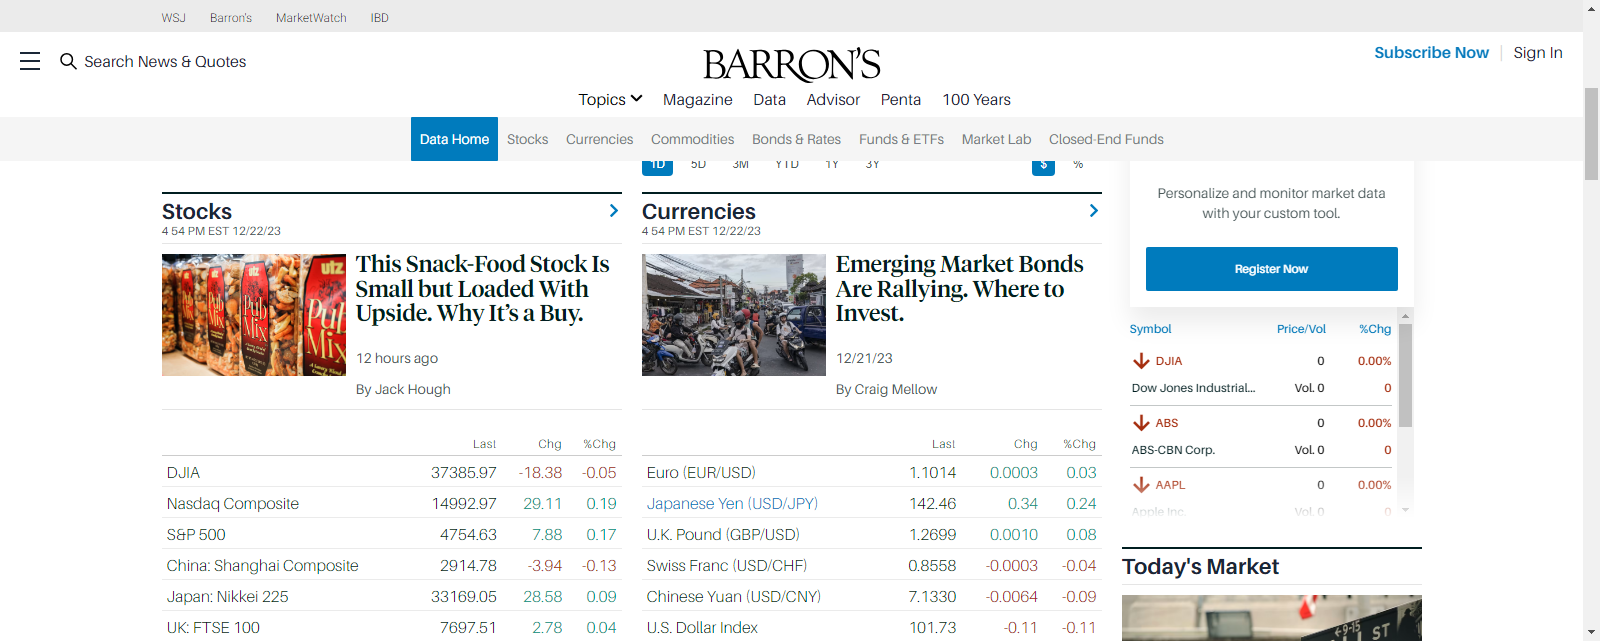 WSJ Barron's MarketWatch IBD
Search News & Quotes
BARRON'S
Subscribe Now Sign In
Topics Magazine Data Advisor Penta 100 Years
Data Home Stocks Currencies Commodities Bonds & Rates Funds & ETFs Market Lab Closed-End Funds
1D 5D 3M YTD 1Y 3Y $ %
Stocks
4 54 PM EST 12/22/23
utz
utz
utz
Pub Mix
Pub Mix
Pub Mix
This Snack-Food Stock Is
Small but Loaded With
Upside. Why It's a Buy.
12 hours ago
By Jack Hough
Last Chg %Chg
DJIA 37385.97 -18.38 -0.05
Nasdaq Composite 14992.97 29.11 0.19
S&P 500 4754.63 7.88 0.17
China: Shanghai Composite 2914.78 -3.94 -0.13
Japan: Nikkei 225 33169.05 28.58 0.09
UK: FTSE 100 7697.51 2.78 0.04
Currencies
4 54 PM EST 12/22/23
Emerging Market Bonds
Are Rallying. Where to
Invest.
12/21/23
By Craig Mellow
Last Chg %Chg
Euro (EUR/USD) 1.1014 0.0003 0.03
Japanese Yen (USD/JPY) 142.46 0.34 0.24
U.K. Pound (GBP/USD) 1.2699 0.0010 0.08
Swiss Franc (USD/CHF) 0.8558 -0.0003 -0.04
Chinese Yuan (USD/CNY) 7.1330 -0.0064 -0.09
U.S. Dollar Index 101.73 -0.11 -0.11
Personalize and monitor market data
with your custom tool.
Register Now
Symbol Price/Vol %Chg
DJIA 0 0.00%
Dow Jones Industrial... Vol. 0 0
ABS 0 0.00%
ABS-CBN Corp. Vol. 0 0
AAPL 0 0.00%
Apple Inc. Vol. 0 0
Today's Market
←9-15
ST